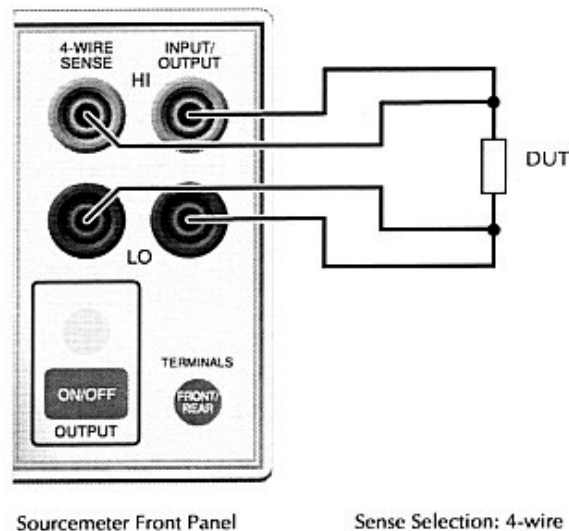 4-WIRE
SENSE
INPUT/
OUTPUT
HI
DUT
LO
TERMINALS
ON/OFF
FRONT/
REAR
OUTPUT
Sourcemeter Front Panel
Sense Selection: 4-wire